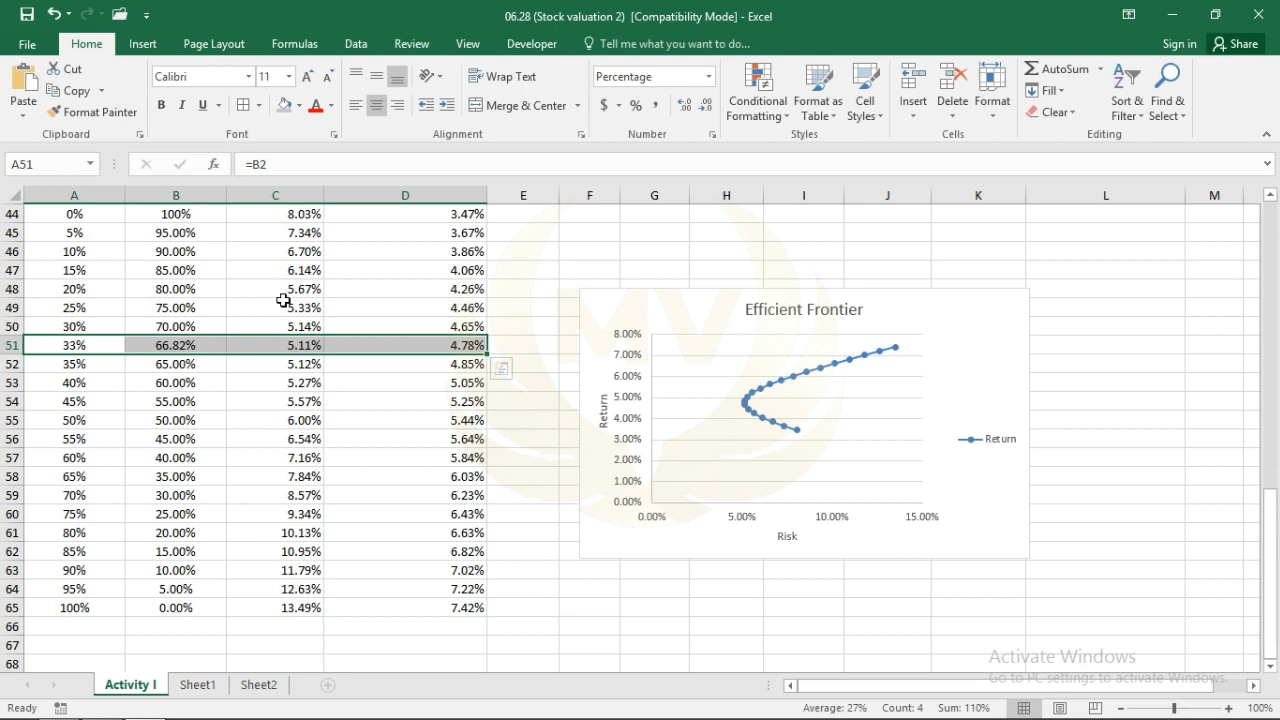 06.28 (Stock valuation 2) [Compatibility Mode] - Excel
File Home Insert Page Layout Formulas Data Review View Developer Tell me what you want to do... Sign in Share
Paste Cut Copy Format Painter Clipboard
Calibri 11 B I U A A A Font
Wrap Text Merge & Center Alignment
Percentage $ % , Number
Conditional Formatting Format as Table Cell Styles Styles
Insert Delete Format Cells
AutoSum Fill Clear Sort & Filter Find & Select Editing
A51 fx =B2
A B C D E F G H I J K L M
44 0% 100% 8.03% 3.47%
45 5% 95.00% 7.34% 3.67%
46 10% 90.00% 6.70% 3.86%
47 15% 85.00% 6.14% 4.06%
48 20% 80.00% 5.67% 4.26%
49 25% 75.00% 5.33% 4.46%
50 30% 70.00% 5.14% 4.65%
51 33% 66.82% 5.11% 4.78%
52 35% 65.00% 5.12% 4.85%
53 40% 60.00% 5.27% 5.05%
54 45% 55.00% 5.57% 5.25%
55 50% 50.00% 6.00% 5.44%
56 55% 45.00% 6.54% 5.64%
57 60% 40.00% 7.16% 5.84%
58 65% 35.00% 7.84% 6.03%
59 70% 30.00% 8.57% 6.23%
60 75% 25.00% 9.34% 6.43%
61 80% 20.00% 10.13% 6.63%
62 85% 15.00% 10.95% 6.82%
63 90% 10.00% 11.79% 7.02%
64 95% 5.00% 12.63% 7.22%
65 100% 0.00% 13.49% 7.42%
66
67
68
MV
Efficient Frontier
8.00%
7.00%
6.00%
5.00%
4.00%
3.00%
2.00%
1.00%
0.00%
Return
0.00% 5.00% 10.00% 15.00%
Risk
Return
Activate Windows
Go to PC settings to activate Windows.
Activity I Sheet1 Sheet2
Ready Average: 27% Count: 4 Sum: 110% 100%